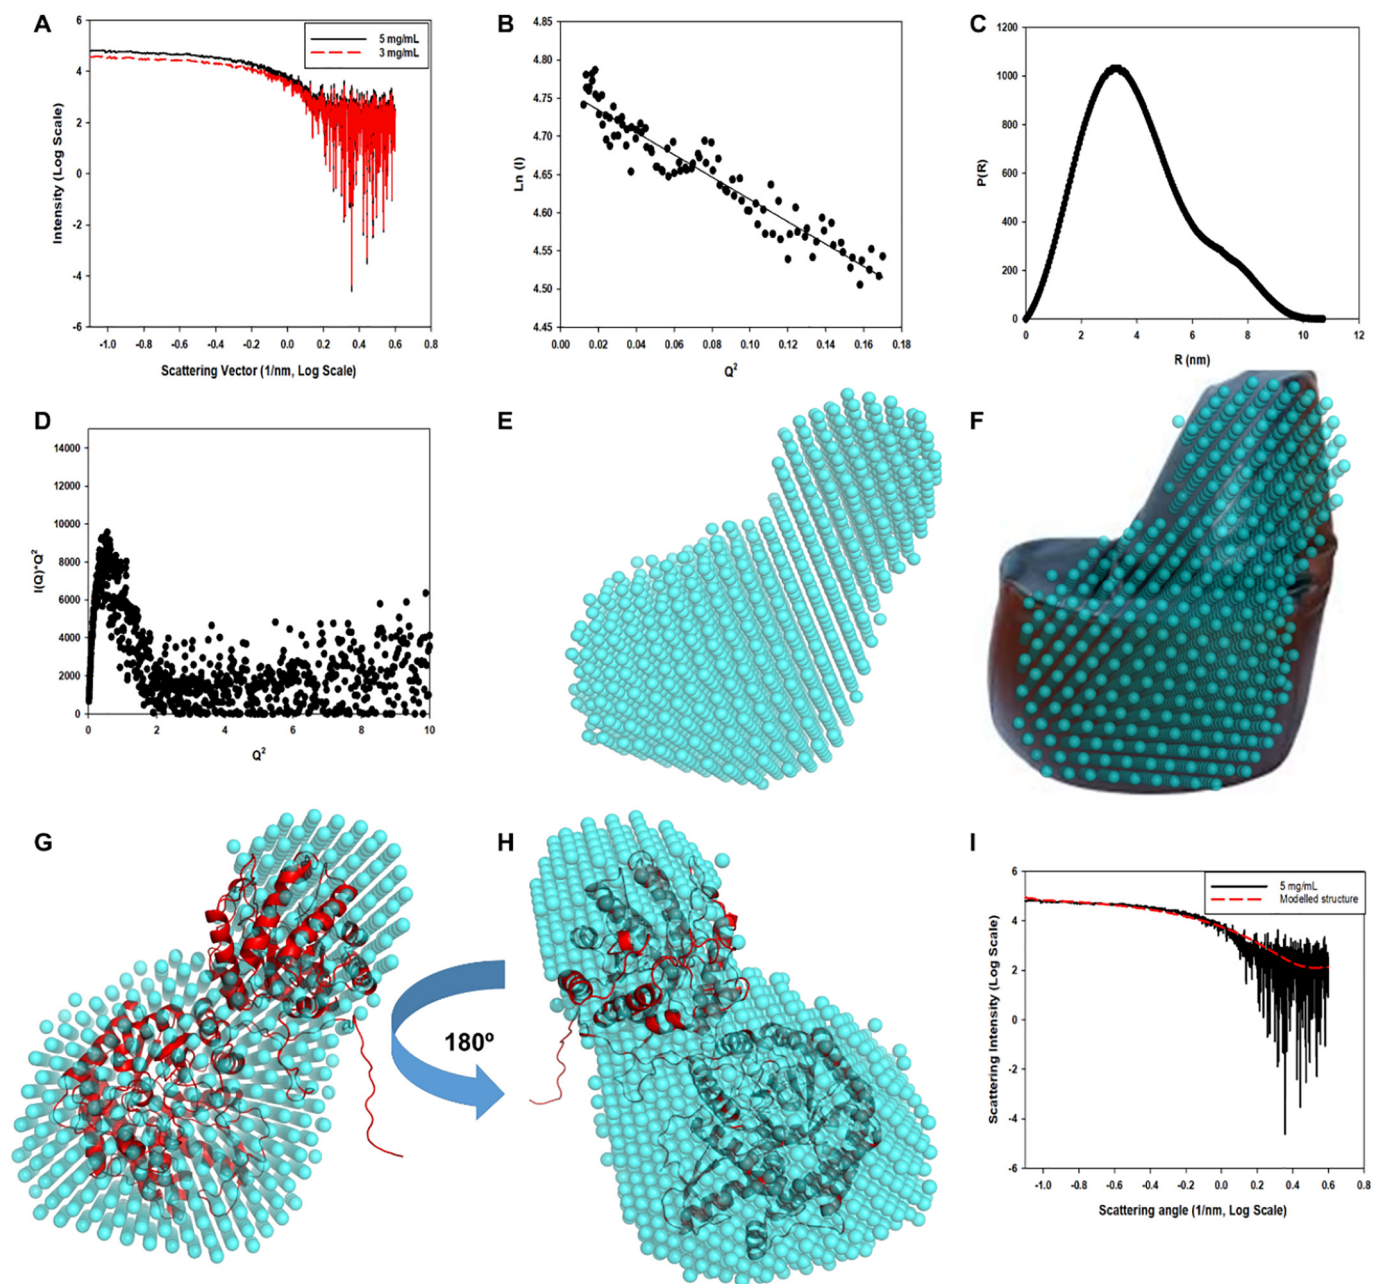 A
Intensity (Log Scale)
6
4
2
0
-2
-4
-6
5 mg/mL
3 mg/mL
-1.0 -0.8 -0.6 -0.4 -0.2 0.0 0.2 0.4 0.6 0.8
Scattering Vector (1/nm, Log Scale)
B
Ln (I)
4.85
4.80
4.75
4.70
4.65
4.60
4.55
4.50
4.45
0.00 0.02 0.04 0.06 0.08 0.10 0.12 0.14 0.16 0.18
Q²
C
P(R)
1200
1000
800
600
400
200
0
0 2 4 6 8 10 12
R (nm)
D
I(Q)*Q²
14000
12000
10000
8000
6000
4000
2000
0
0 2 4 6 8 10
Q²
E
F
G
180º
H
I
Scattering Intensity (Log Scale)
6
4
2
0
-2
-4
-6
5 mg/mL
Modelled structure
-1.0 -0.8 -0.6 -0.4 -0.2 0.0 0.2 0.4 0.6 0.8
Scattering angle (1/nm, Log Scale)